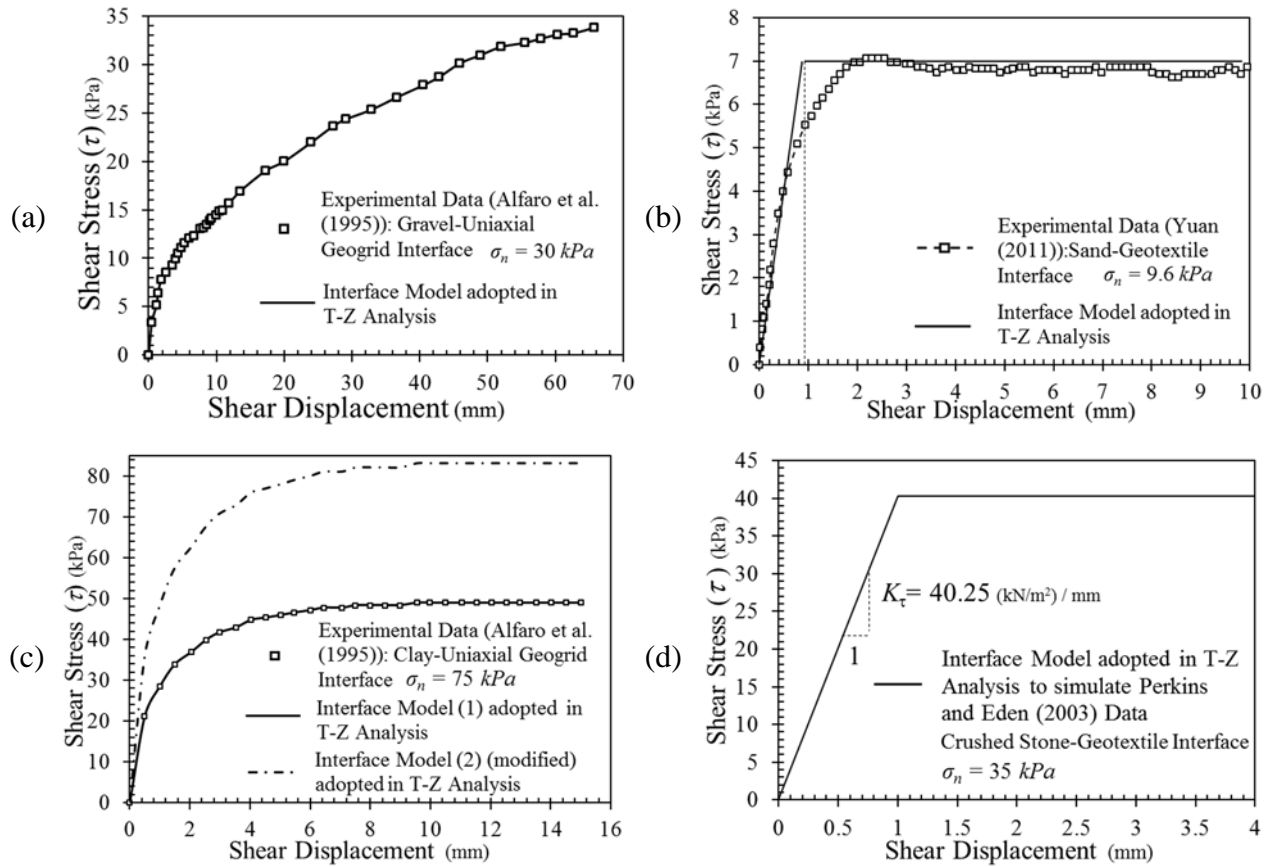 (a)
Shear Stress (τ) (kPa)
35
30
25
20
15
10
5
0
Experimental Data (Alfaro et al.
(1995)): Gravel-Uniaxial
Geogrid Interface σn = 30 kPa
Interface Model adopted in
T-Z Analysis
0 10 20 30 40 50 60 70
Shear Displacement (mm)
(b)
Shear Stress (τ) (kPa)
8
7
6
5
4
3
2
1
0
Experimental Data (Yuan
(2011)):Sand-Geotextile
Interface σn = 9.6 kPa
Interface Model adopted in
T-Z Analysis
0 1 2 3 4 5 6 7 8 9 10
Shear Displacement (mm)
(c)
Shear Stress (τ) (kPa)
80
60
40
20
0
Experimental Data (Alfaro et al.
(1995)): Clay-Uniaxial Geogrid
Interface σn = 75 kPa
Interface Model (1) adopted in
T-Z Analysis
Interface Model (2) (modified)
adopted in T-Z Analysis
0 2 4 6 8 10 12 14 16
Shear Displacement (mm)
(d)
Shear Stress (τ) (kPa)
45
40
35
30
25
20
15
10
5
0
Kτ= 40.25 (kN/m²) / mm
1
Interface Model adopted in T-Z
Analysis to simulate Perkins
and Eden (2003) Data
Crushed Stone-Geotextile Interface
σn = 35 kPa
0 0.5 1 1.5 2 2.5 3 3.5 4
Shear Displacement (mm)